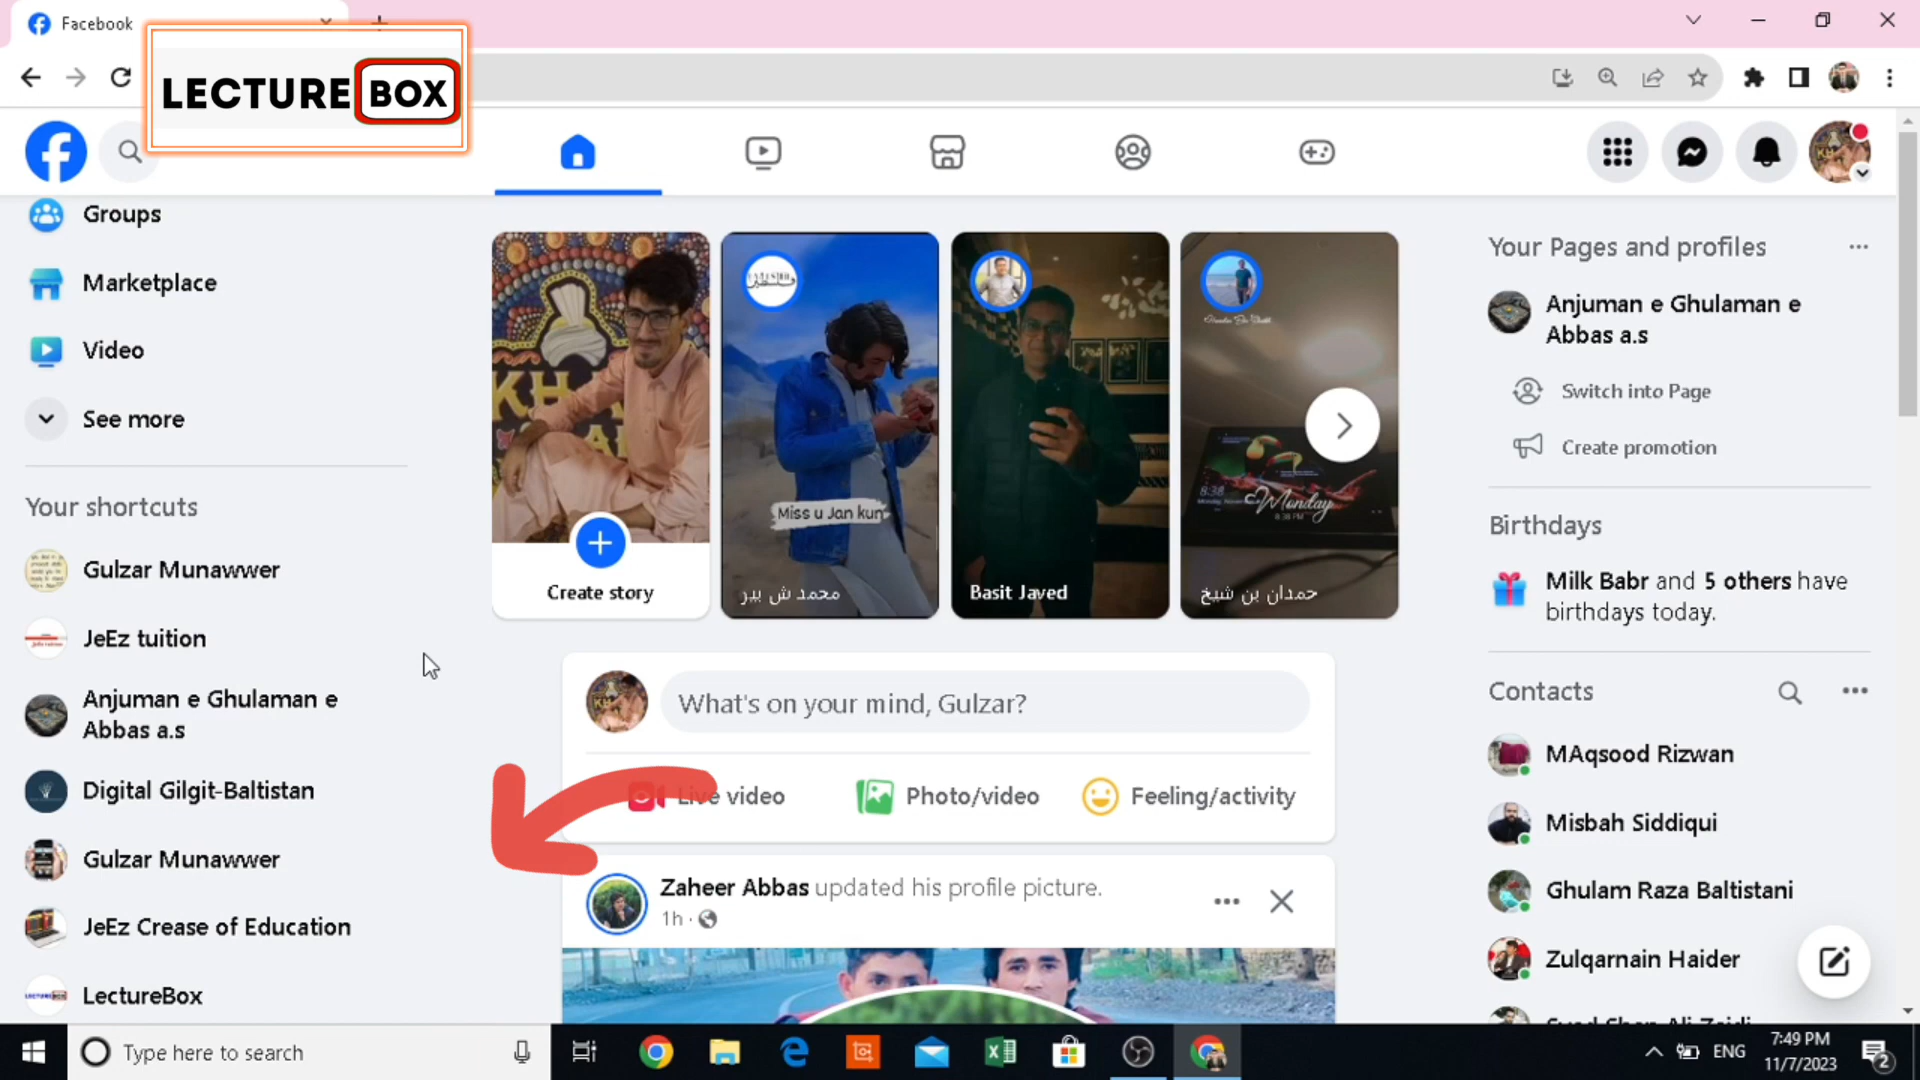 Facebook
LECTURE BOX
Groups
Marketplace
Video
See more
Your shortcuts
Gulzar Munawwer
JeEz tuition
Anjuman e Ghulaman e
Abbas a.s
Digital Gilgit-Baltistan
Gulzar Munawwer
JeEz Crease of Education
LectureBox
Miss u Jan kun
Monday
8:38 PM
Create story
محمد ش بیر
Basit Javed
حمدان بن شیخ
What's on your mind, Gulzar?
Live video
Photo/video
Feeling/activity
Zaheer Abbas updated his profile picture.
1h ·
Your Pages and profiles
Anjuman e Ghulaman e
Abbas a.s
Switch into Page
Create promotion
Birthdays
Milk Babr and 5 others have
birthdays today.
Contacts
MAqsood Rizwan
Misbah Siddiqui
Ghulam Raza Baltistani
Zulqarnain Haider
Type here to search
ENG
7:49 PM
11/7/2023
2